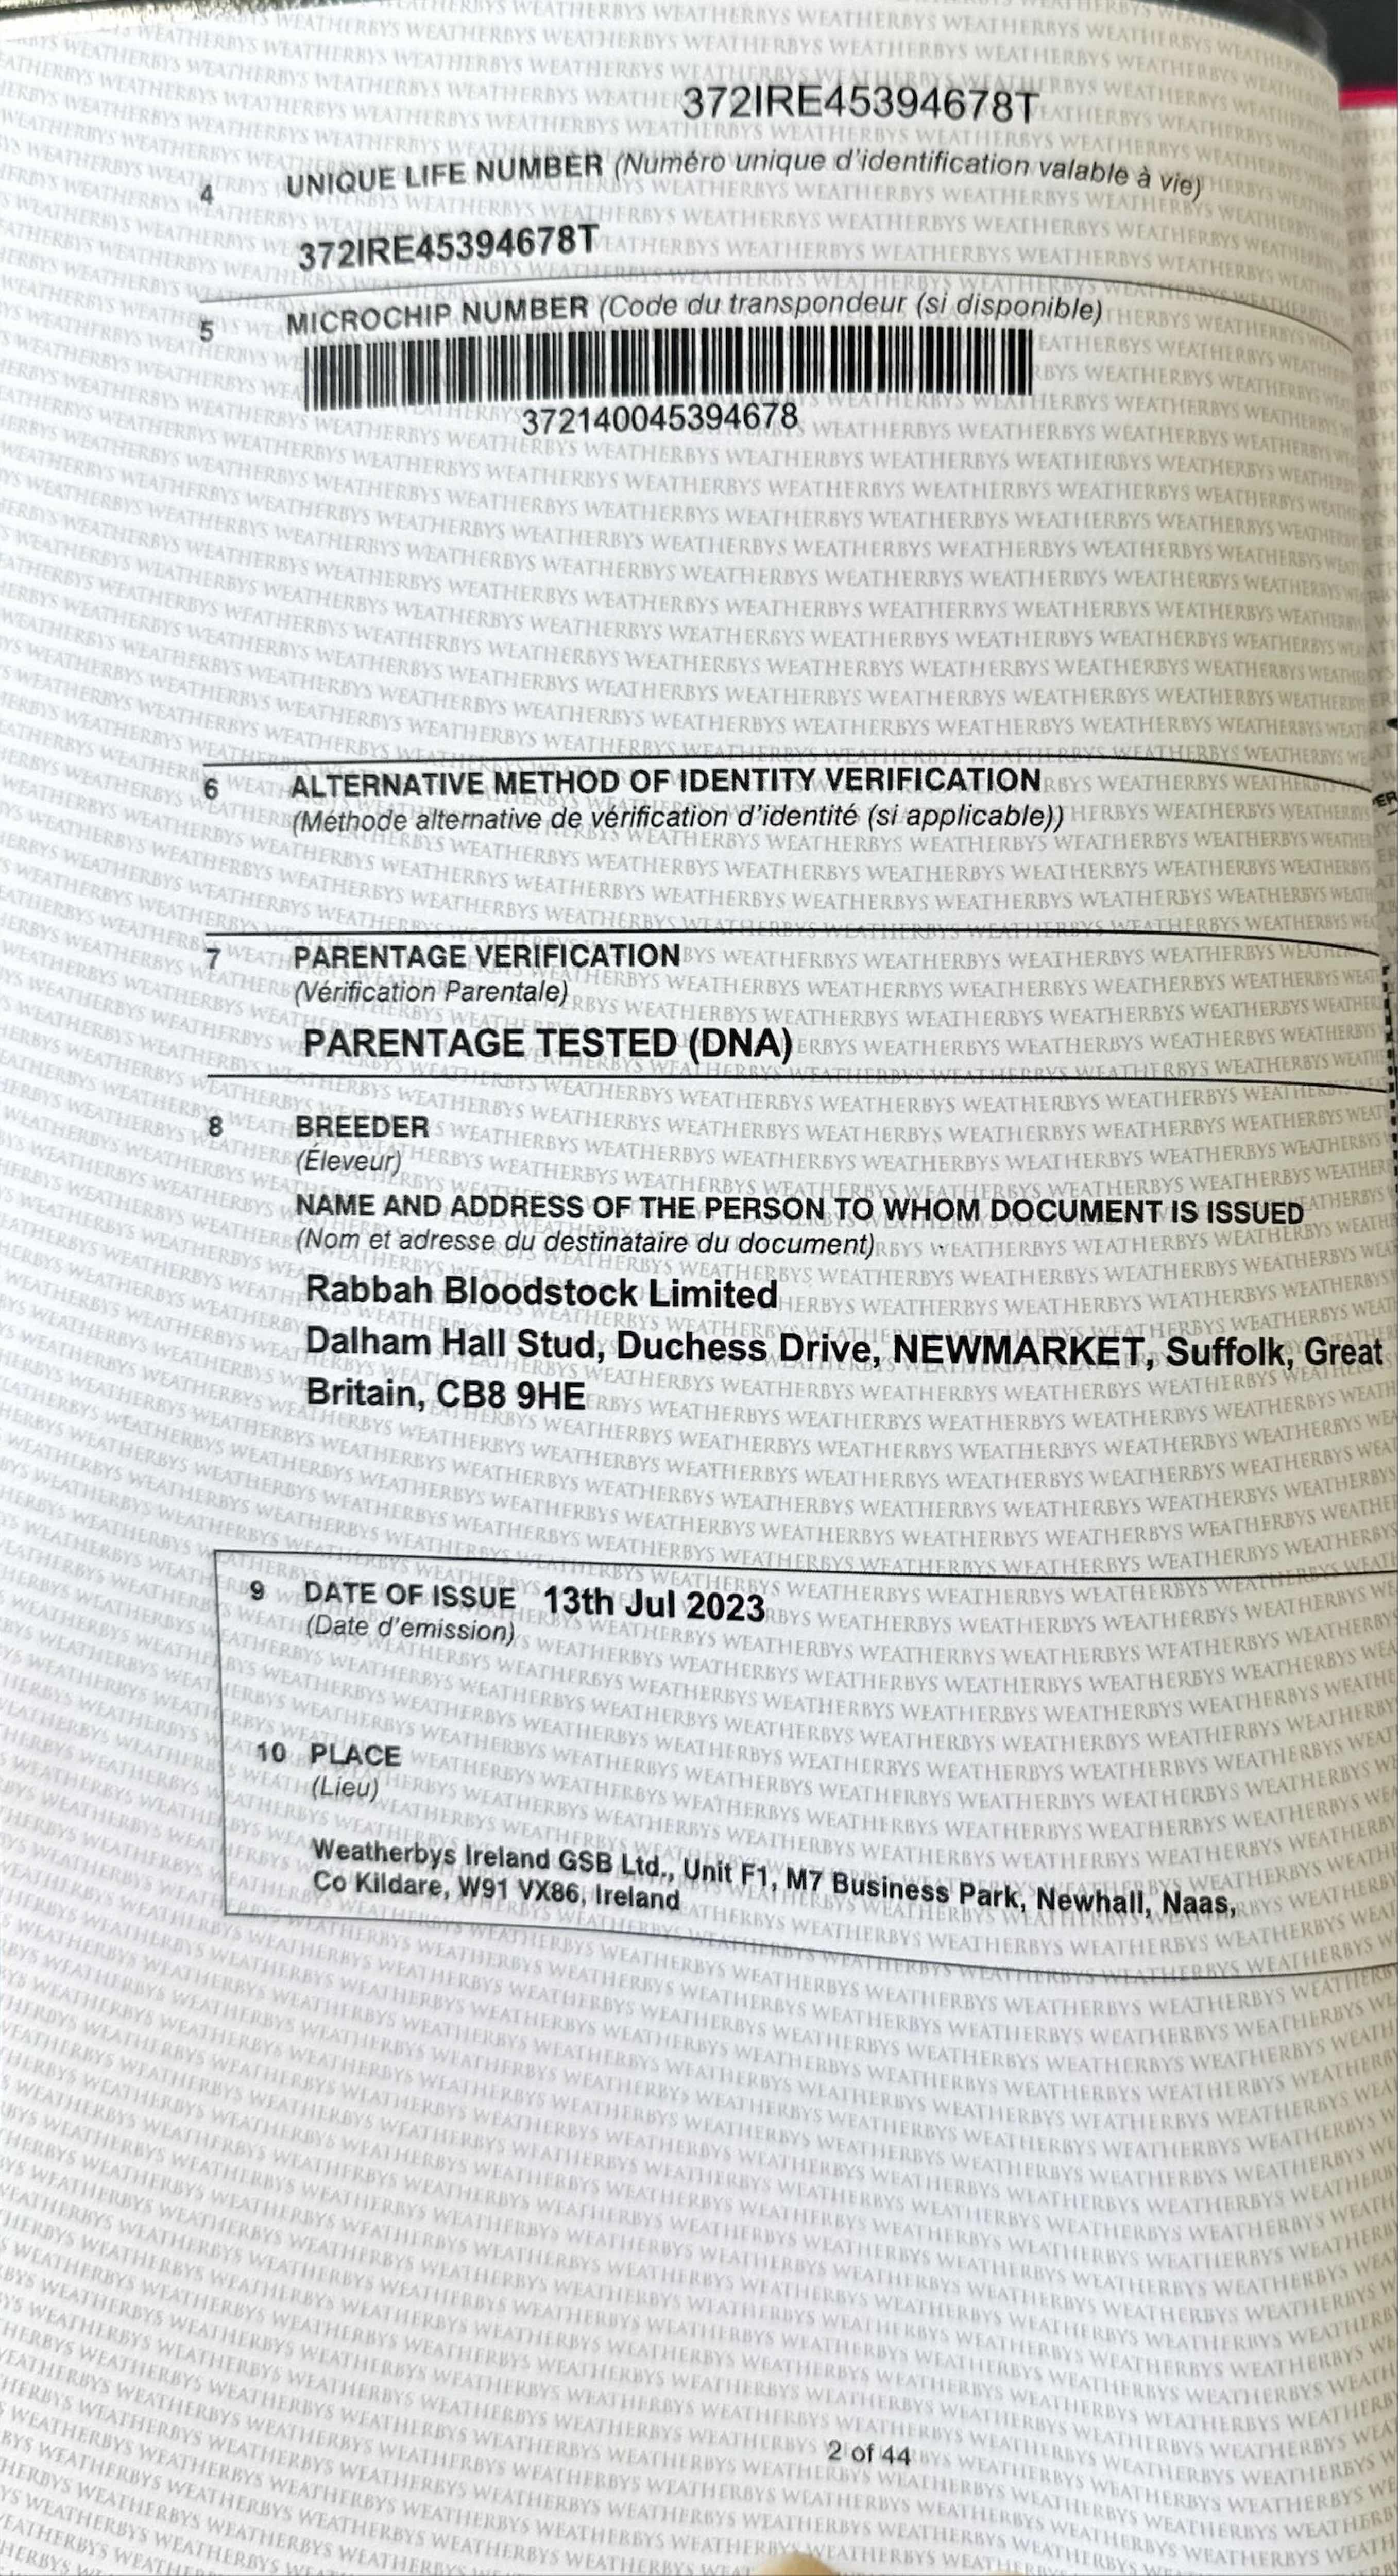 372IRE45394678T
4 UNIQUE LIFE NUMBER (Numéro unique d'identification valable à vie)
372IRE45394678T
5 MICROCHIP NUMBER (Code du transpondeur (si disponible)
372140045394678
6 ALTERNATIVE METHOD OF IDENTITY VERIFICATION
(Méthode alternative de vérification d'identité (si applicable))
7 PARENTAGE VERIFICATION
(Vérification Parentale)
PARENTAGE TESTED (DNA)
8 BREEDER
(Éleveur)
NAME AND ADDRESS OF THE PERSON TO WHOM DOCUMENT IS ISSUED
(Nom et adresse du destinataire du document)
Rabbah Bloodstock Limited
Dalham Hall Stud, Duchess Drive, NEWMARKET, Suffolk, Great
Britain, CB8 9HE
9 DATE OF ISSUE 13th Jul 2023
(Date d'emission)
10 PLACE
(Lieu)
Weatherbys Ireland GSB Ltd., Unit F1, M7 Business Park, Newhall, Naas,
Co Kildare, W91 VX86, Ireland
2 of 44